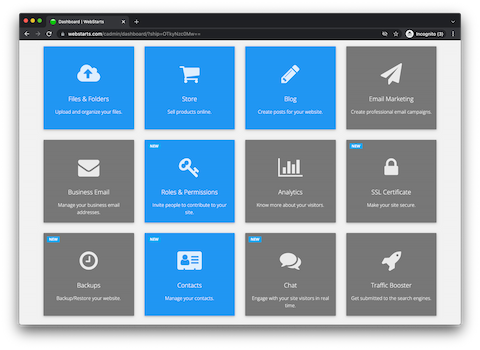 Dashboard | WebStarts
webstarts.com/cadmin/dashboard/?ship=OTkyNzc0Mw==
Incognito (3)
Files & Folders
Upload and organize your files.
Store
Sell products online.
Blog
Create posts for your website.
Email Marketing
Create professional email campaigns.
Business Email
Manage your business email
addresses.
NEW
Roles & Permissions
Invite people to contribute to your
site.
Analytics
Know more about your visitors.
NEW
SSL Certificate
Make your site secure.
NEW
Backups
Backup/Restore your website.
NEW
Contacts
Manage your contacts.
NEW
Chat
Engage with your site visitors in real
time.
Traffic Booster
Get submitted to the search engines.